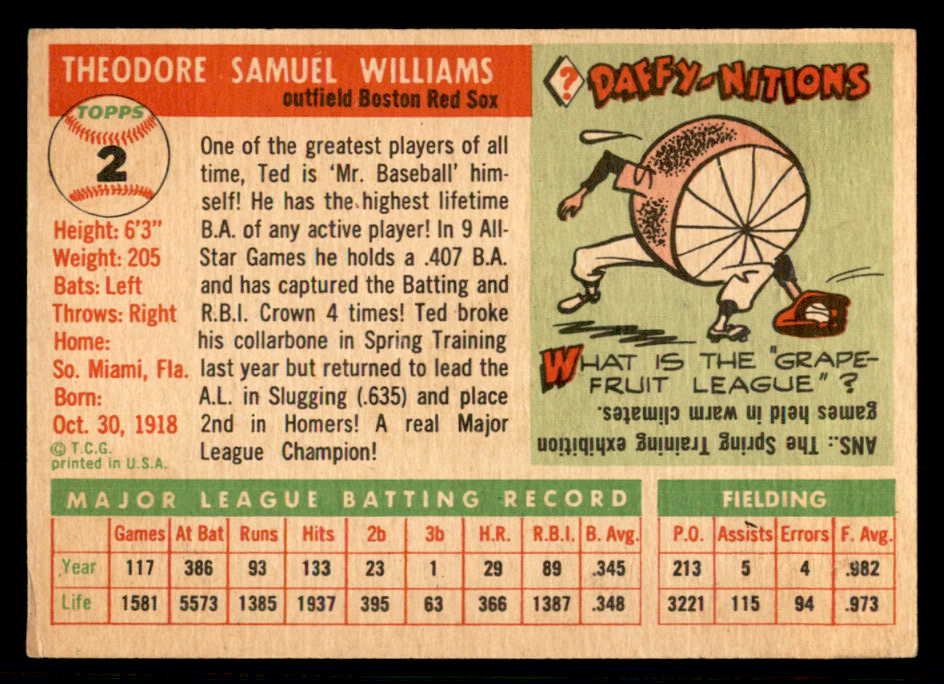 THEODORE SAMUEL WILLIAMS
outfield Boston Red Sox
TOPPS
2
Height: 6'3"
Weight: 205
Bats: Left
Throws: Right
Home:
So. Miami, Fla.
Born:
Oct. 30, 1918
© T.C.G.
printed in U.S.A.
One of the greatest players of all
time, Ted is 'Mr. Baseball' him-
self! He has the highest lifetime
B.A. of any active player! In 9 All-
Star Games he holds a .407 B.A.
and has captured the Batting and
R.B.I. Crown 4 times! Ted broke
his collarbone in Spring Training
last year but returned to lead the
A.L. in Slugging (.635) and place
2nd in Homers! A real Major
League Champion!
? DAFFY-NITIONS
WHAT IS THE "GRAPE-
FRUIT LEAGUE"?
ANS.: The Spring Training exhibition
games held in warm climates.
MAJOR LEAGUE BATTING RECORD
Games At Bat Runs Hits 2b 3b H.R. R.B.I. B. Avg.
Year 117 386 93 133 23 1 29 89 .345
Life 1581 5573 1385 1937 395 63 366 1387 .348
FIELDING
P.O. Assists Errors F. Avg.
213 5 4 .982
3221 115 94 .973